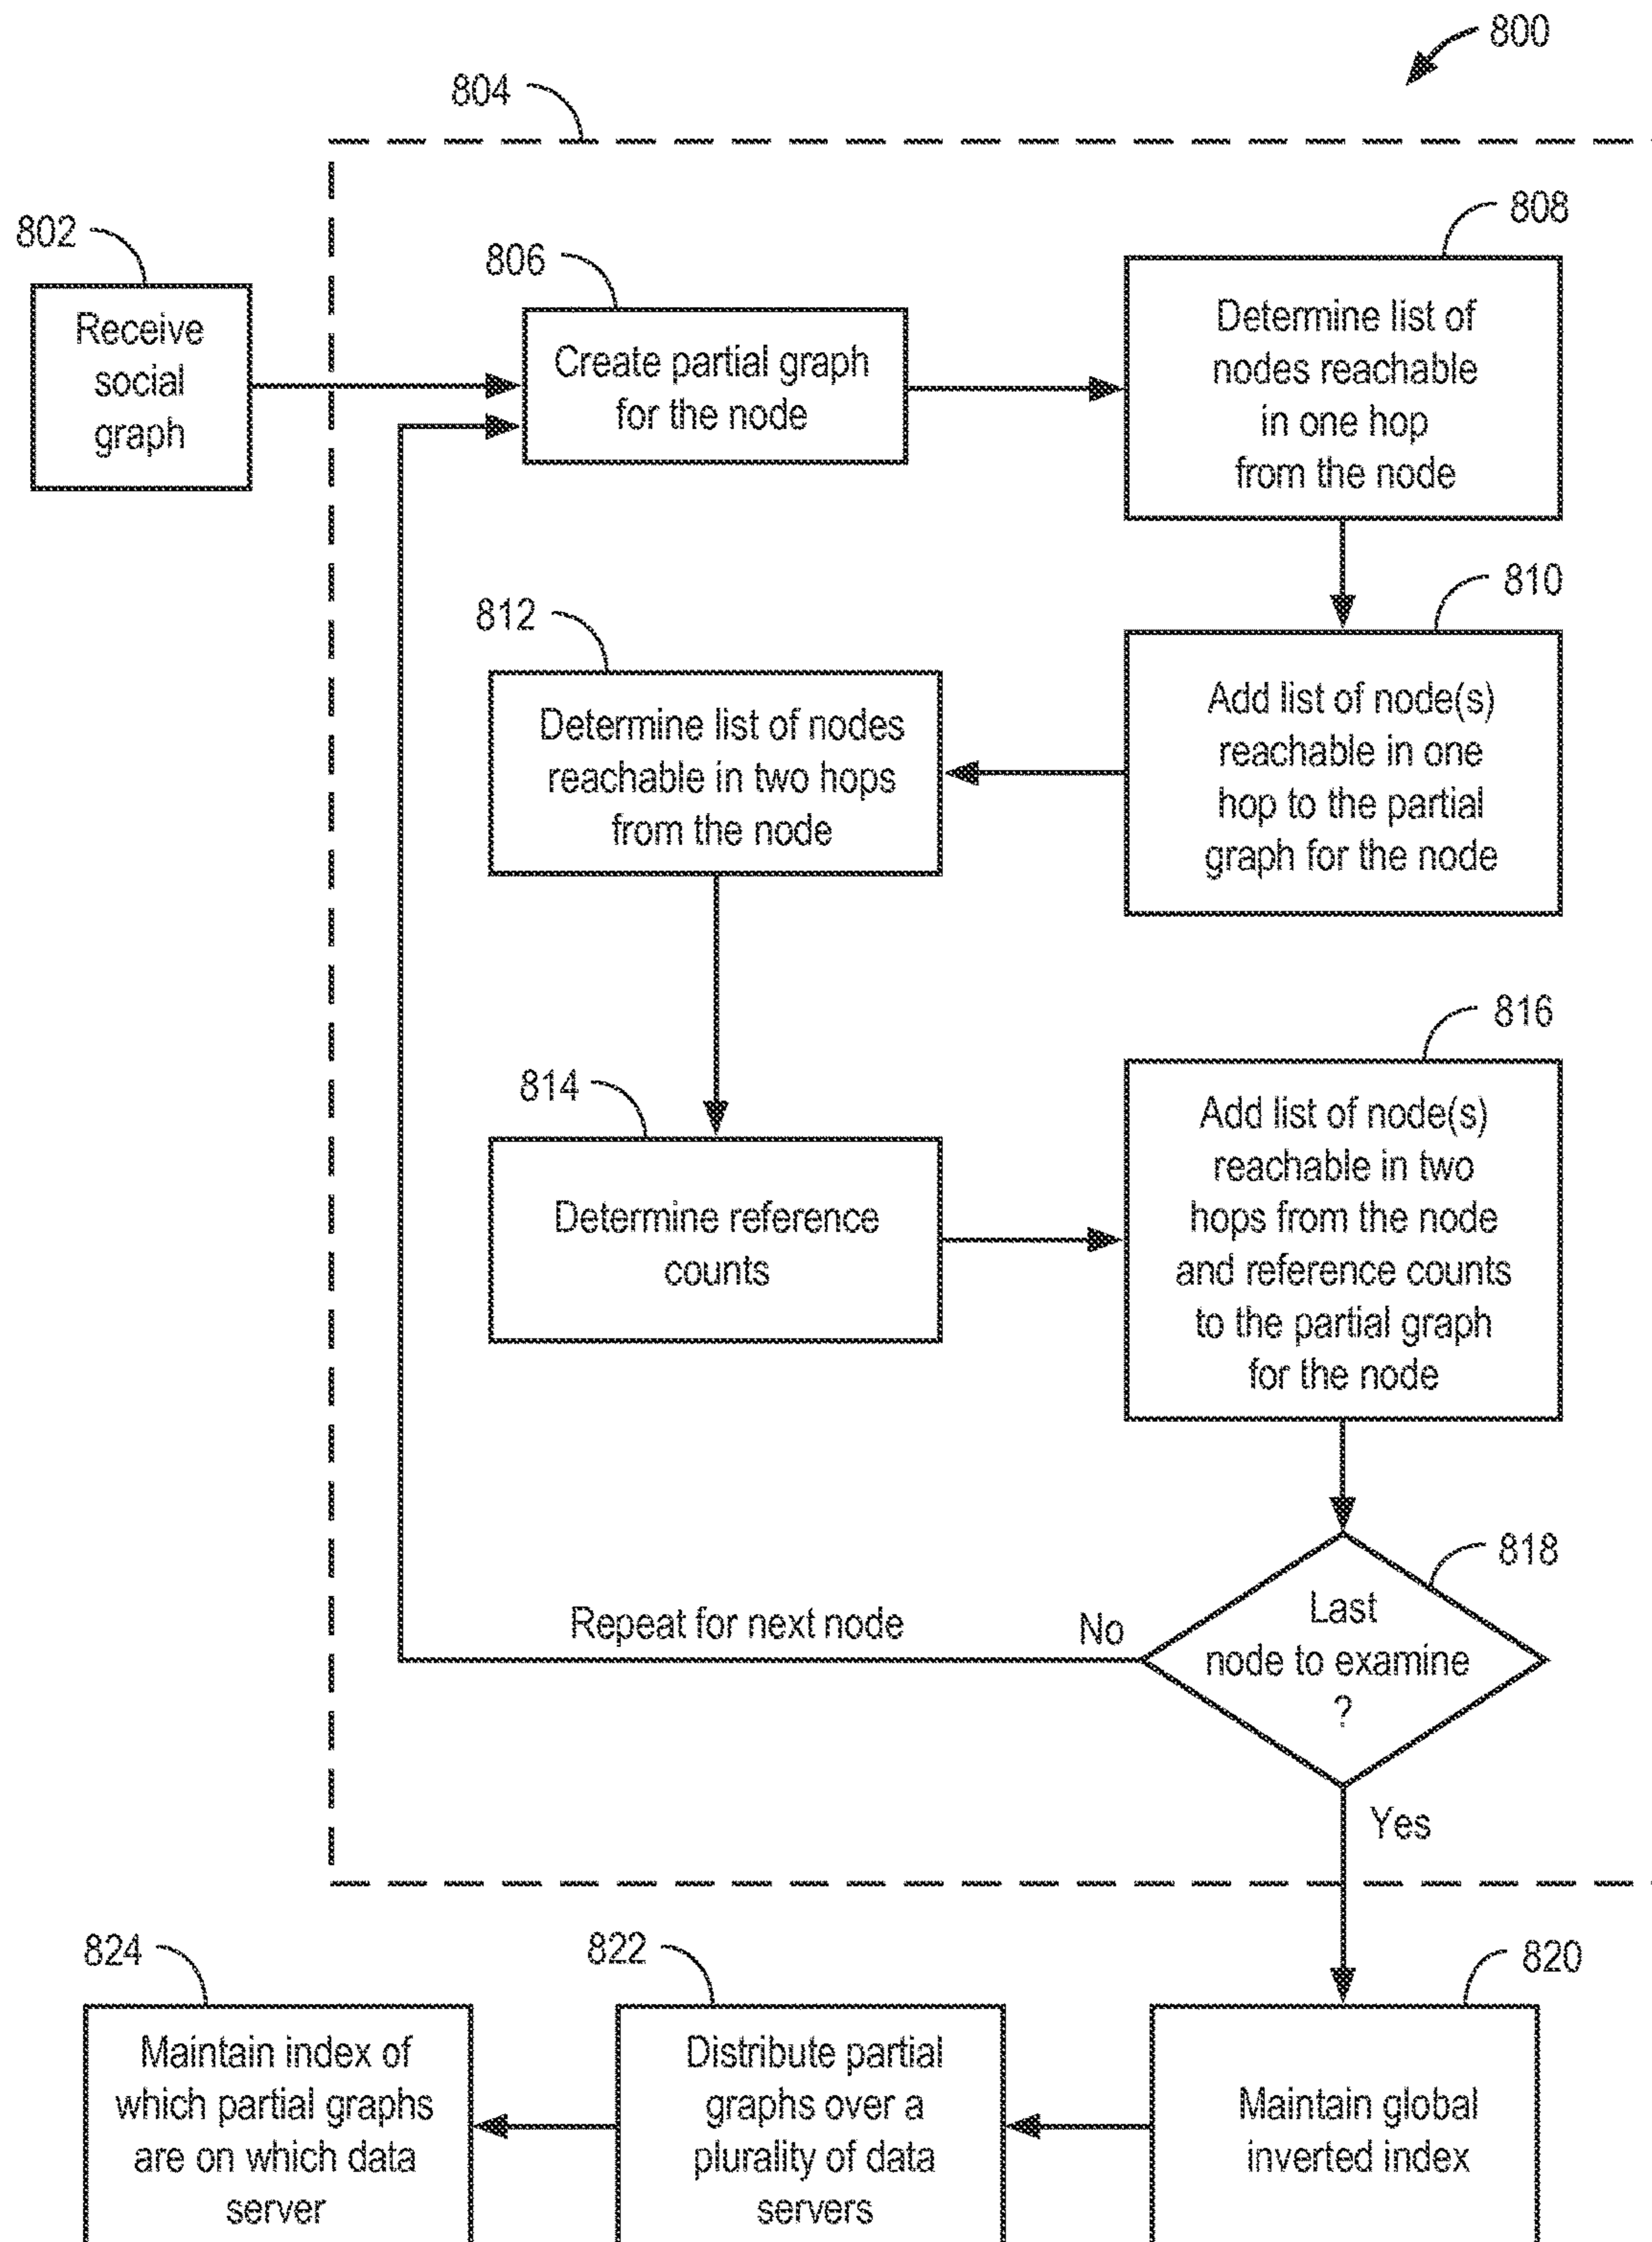 800
804
802
Receive
social
graph
806
Create partial graph
for the node
808
Determine list of
nodes reachable
in one hop
from the node
810
Add list of node(s)
reachable in one
hop to the partial
graph for the node
812
Determine list of nodes
reachable in two hops
from the node
814
Determine reference
counts
816
Add list of node(s)
reachable in two
hops from the node
and reference counts
to the partial graph
for the node
818
Last
node to examine
?
No
Repeat for next node
Yes
820
Maintain global
inverted index
822
Distribute partial
graphs over a
plurality of data
servers
824
Maintain index of
which partial graphs
are on which data
server